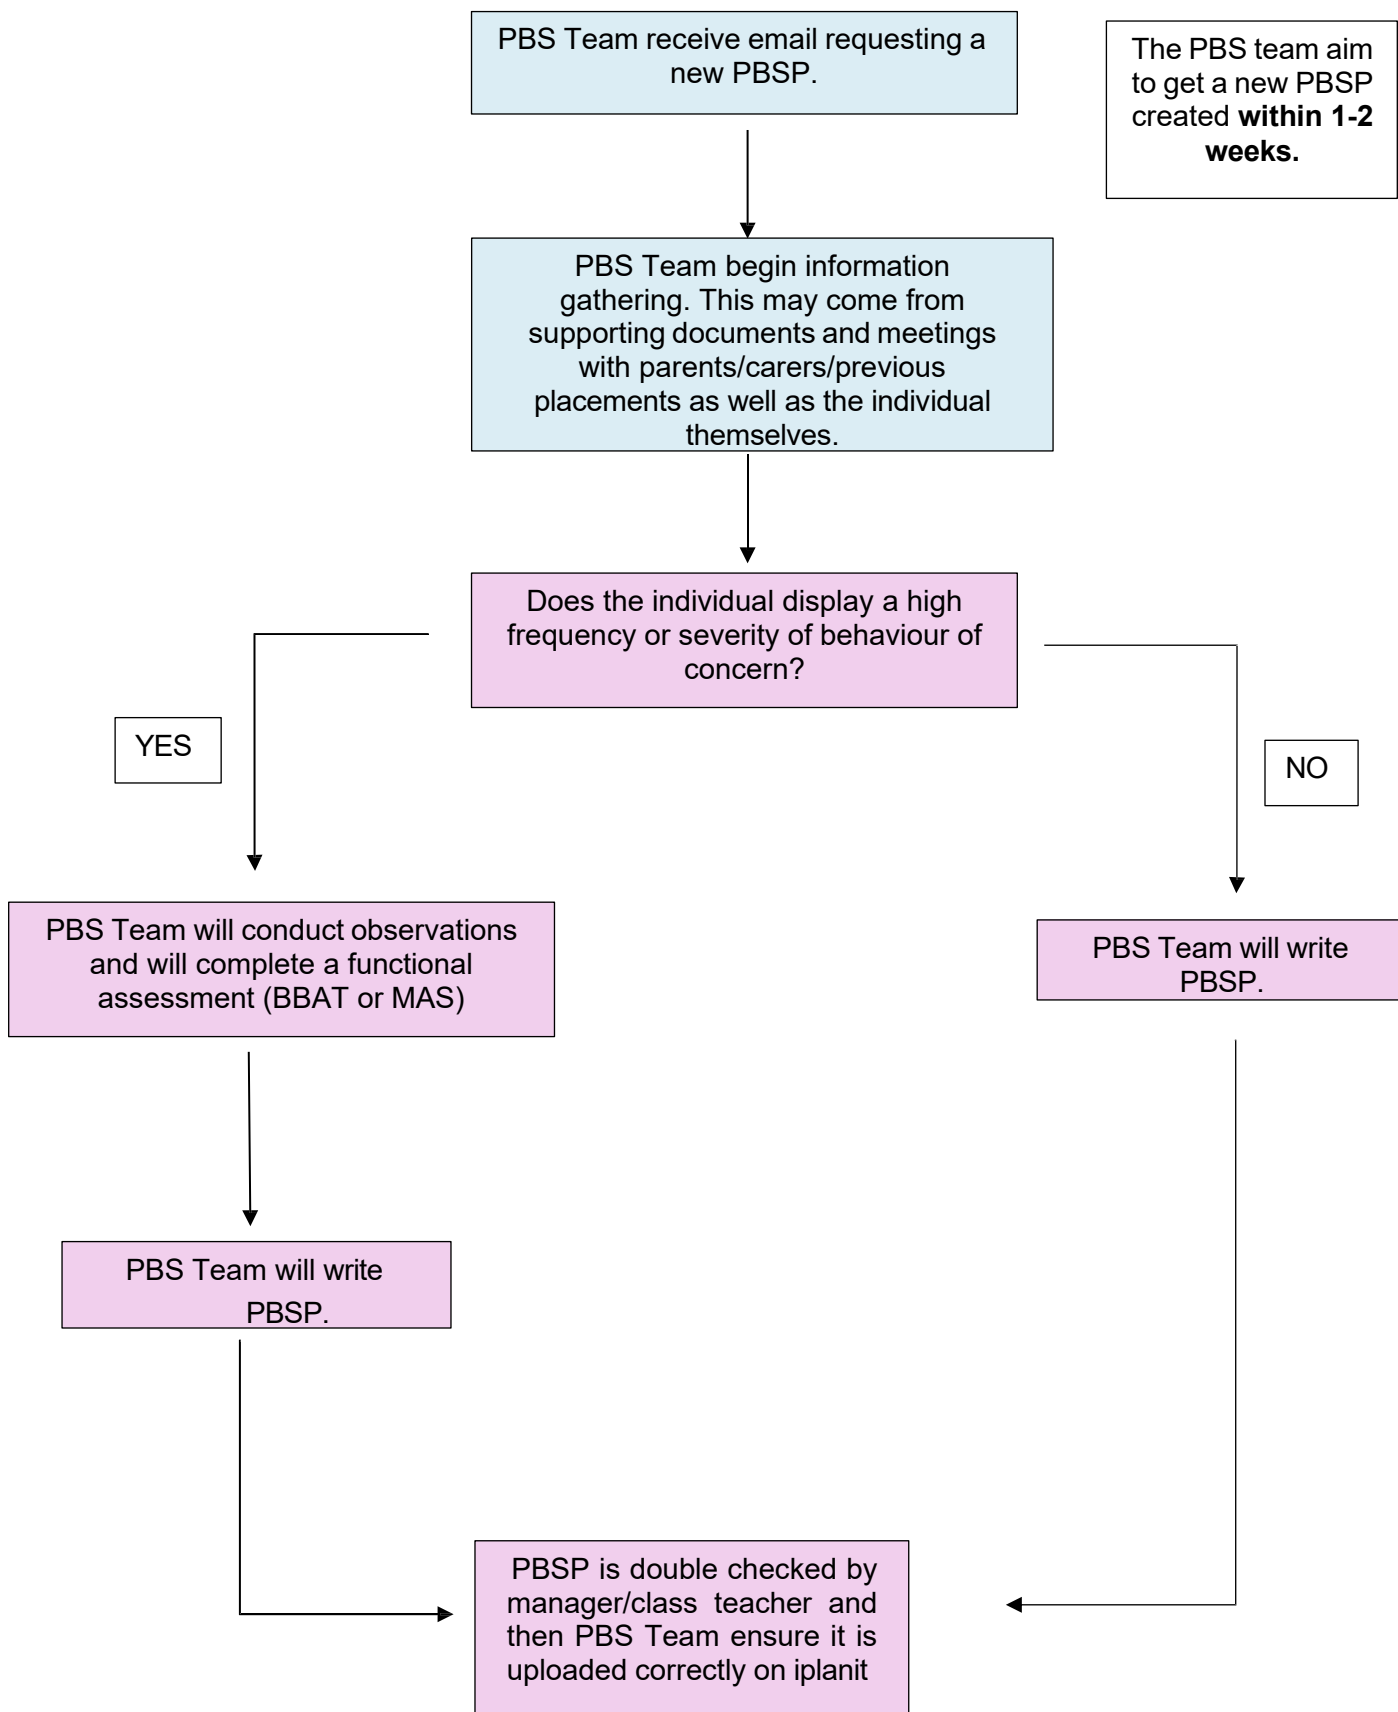 PBS Team receive email requesting a
new PBSP.
The PBS team aim
to get a new PBSP
created within 1-2
weeks.
PBS Team begin information
gathering. This may come from
supporting documents and meetings
with parents/carers/previous
placements as well as the individual
themselves.
Does the individual display a high
frequency or severity of behaviour of
concern?
YES
NO
PBS Team will conduct observations
and will complete a functional
assessment (BBAT or MAS)
PBS Team will write
PBSP.
PBS Team will write
PBSP.
PBSP is double checked by
manager/class teacher and
then PBS Team ensure it is
uploaded correctly on iplanit